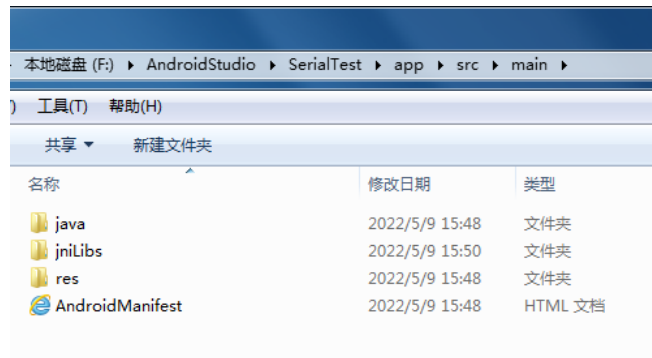 本地磁盘 (F:) ▸ AndroidStudio ▸ SerialTest ▸ app ▸ src ▸ main ▸
) 工具(T) 帮助(H)
共享 ▾ 新建文件夹
名称 修改日期 类型
java 2022/5/9 15:48 文件夹
jniLibs 2022/5/9 15:50 文件夹
res 2022/5/9 15:48 文件夹
AndroidManifest 2022/5/9 15:48 HTML 文档